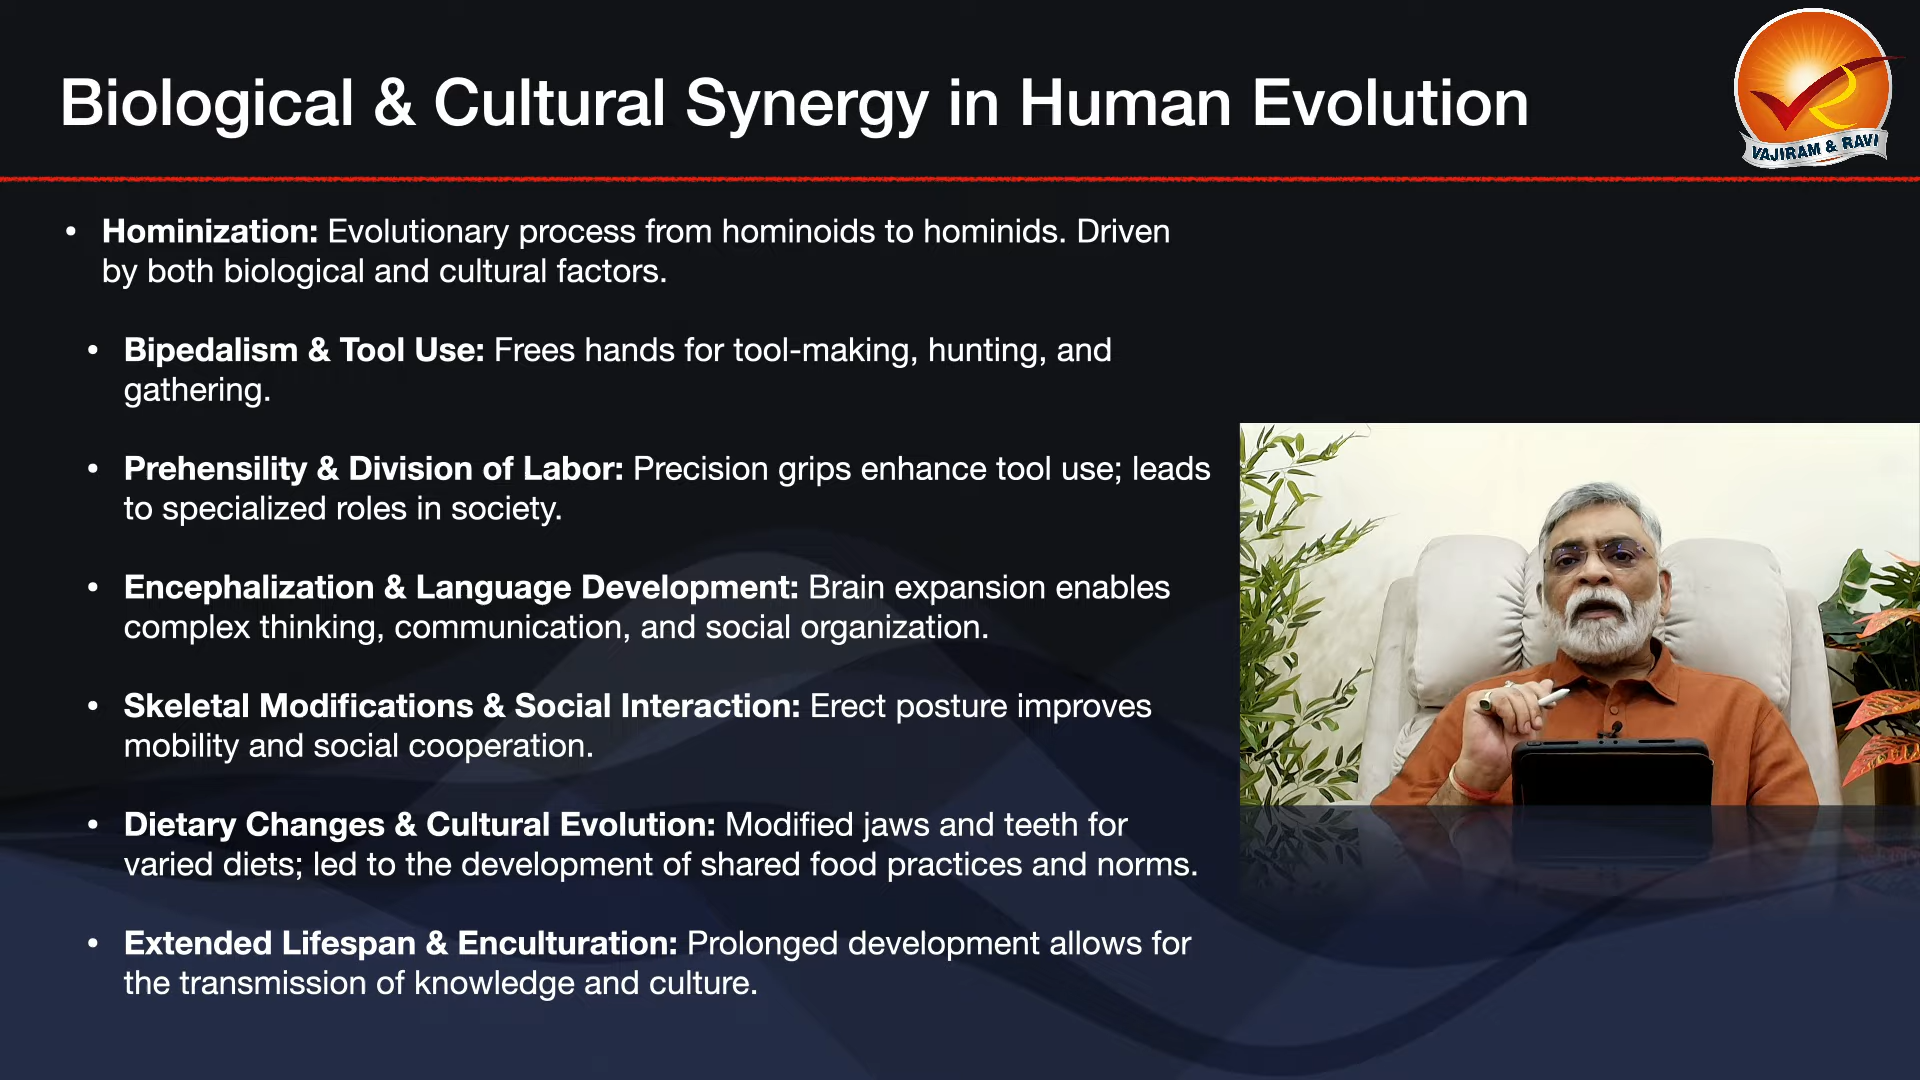 Biological & Cultural Synergy in Human Evolution
VAJIRAM & RAVI
• Hominization: Evolutionary process from hominoids to hominids. Driven
by both biological and cultural factors.
• Bipedalism & Tool Use: Frees hands for tool-making, hunting, and
gathering.
• Prehensility & Division of Labor: Precision grips enhance tool use; leads
to specialized roles in society.
• Encephalization & Language Development: Brain expansion enables
complex thinking, communication, and social organization.
• Skeletal Modifications & Social Interaction: Erect posture improves
mobility and social cooperation.
• Dietary Changes & Cultural Evolution: Modified jaws and teeth for
varied diets; led to the development of shared food practices and norms.
• Extended Lifespan & Enculturation: Prolonged development allows for
the transmission of knowledge and culture.